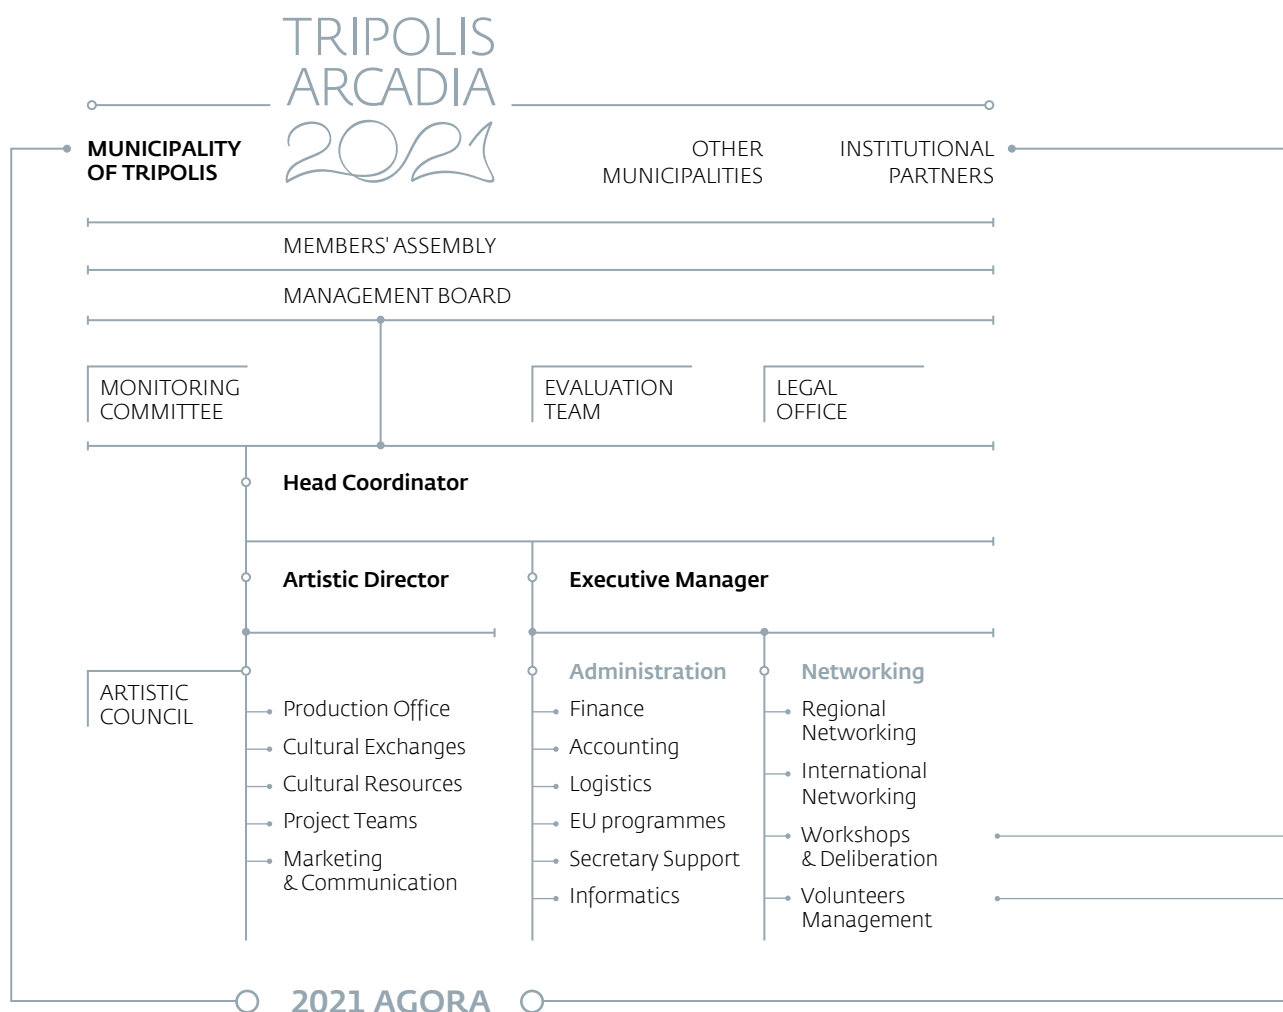 TRIPOLIS
ARCADIA
2021
MUNICIPALITY
OF TRIPOLIS
OTHER
MUNICIPALITIES
INSTITUTIONAL
PARTNERS
MEMBERS' ASSEMBLY
MANAGEMENT BOARD
MONITORING
COMMITTEE
EVALUATION
TEAM
LEGAL
OFFICE
Head Coordinator
Artistic Director
Executive Manager
ARTISTIC
COUNCIL
Production Office
Cultural Exchanges
Cultural Resources
Project Teams
Marketing
& Communication
Administration
Finance
Accounting
Logistics
EU programmes
Secretary Support
Informatics
Networking
Regional
Networking
International
Networking
Workshops
& Deliberation
Volunteers
Management
2021 AGORA